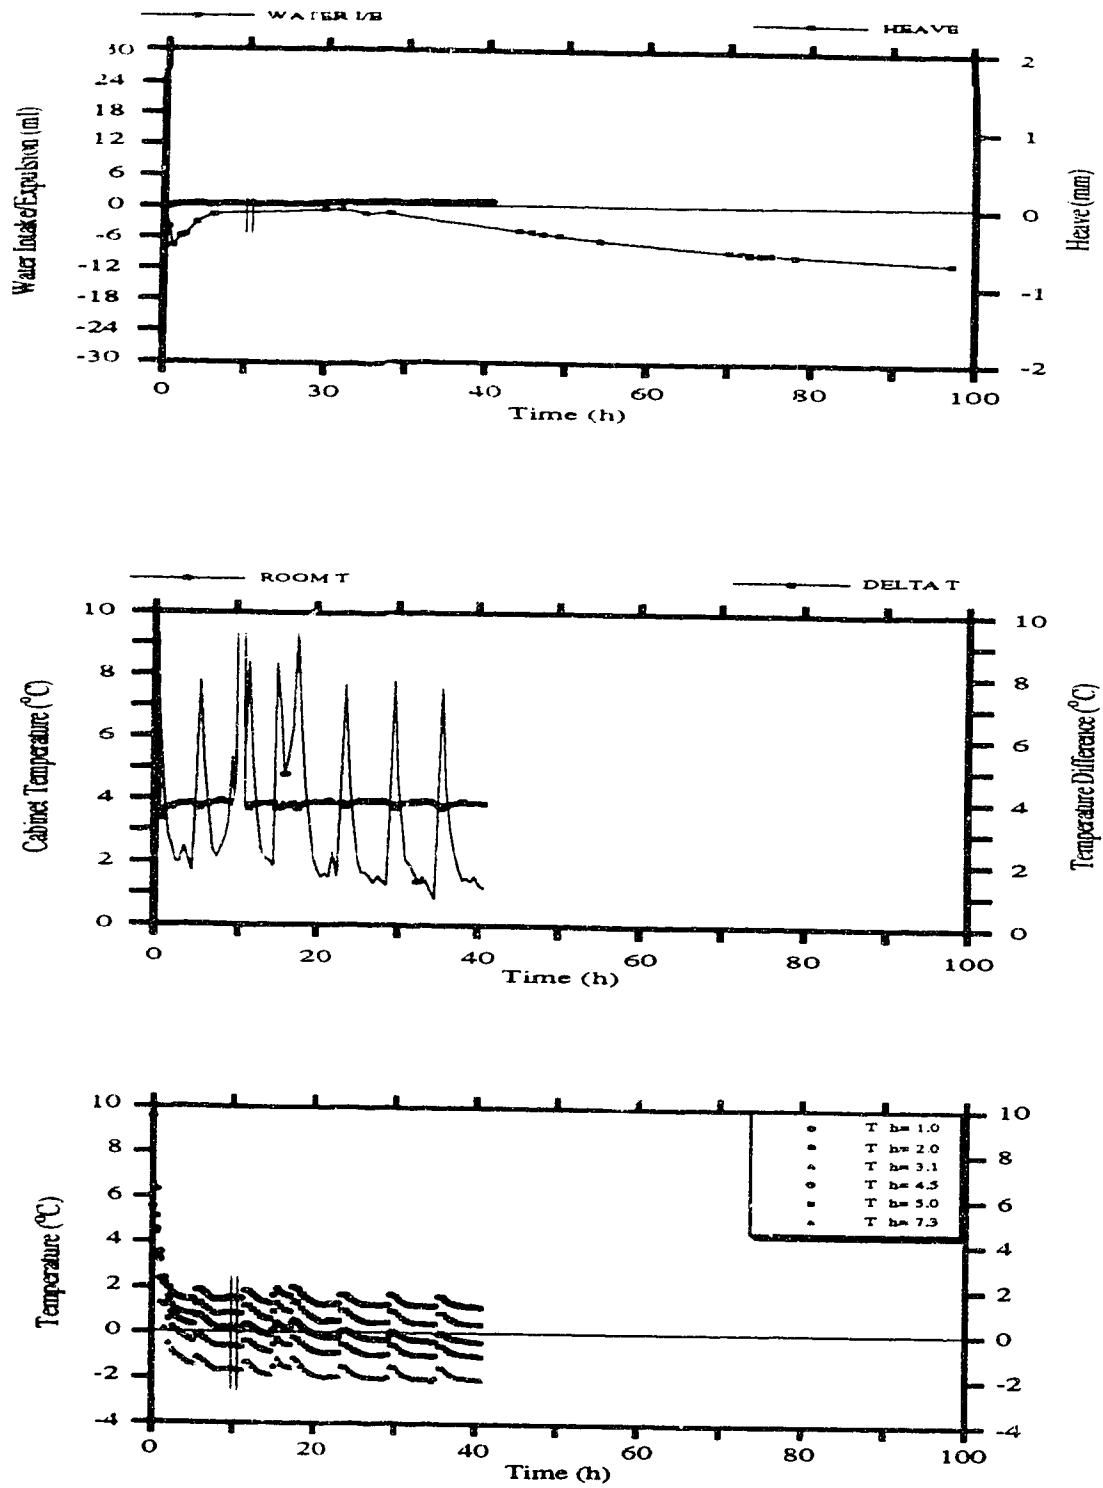 WATER I/E
HEAVE
30
24
18
12
6
0
-6
-12
-18
-24
-30
Water Intake/Expulsion (ml)
2
1
0
-1
-2
Heave (mm)
0 30 40 60 80 100
Time (h)
ROOM T
DELTA T
10
8
6
4
2
0
Cabinet Temperature (°C)
10
8
6
4
2
0
Temperature Difference (°C)
0 10 20 40 60 80 100
Time (h)
10
8
6
4
2
0
-2
-4
Temperature (°C)
T h= 1.0
T h= 2.0
T h= 3.1
T h= 4.5
T h= 5.0
T h= 7.3
10
8
6
4
2
0
-2
-4
0 20 40 60 80 100
Time (h)